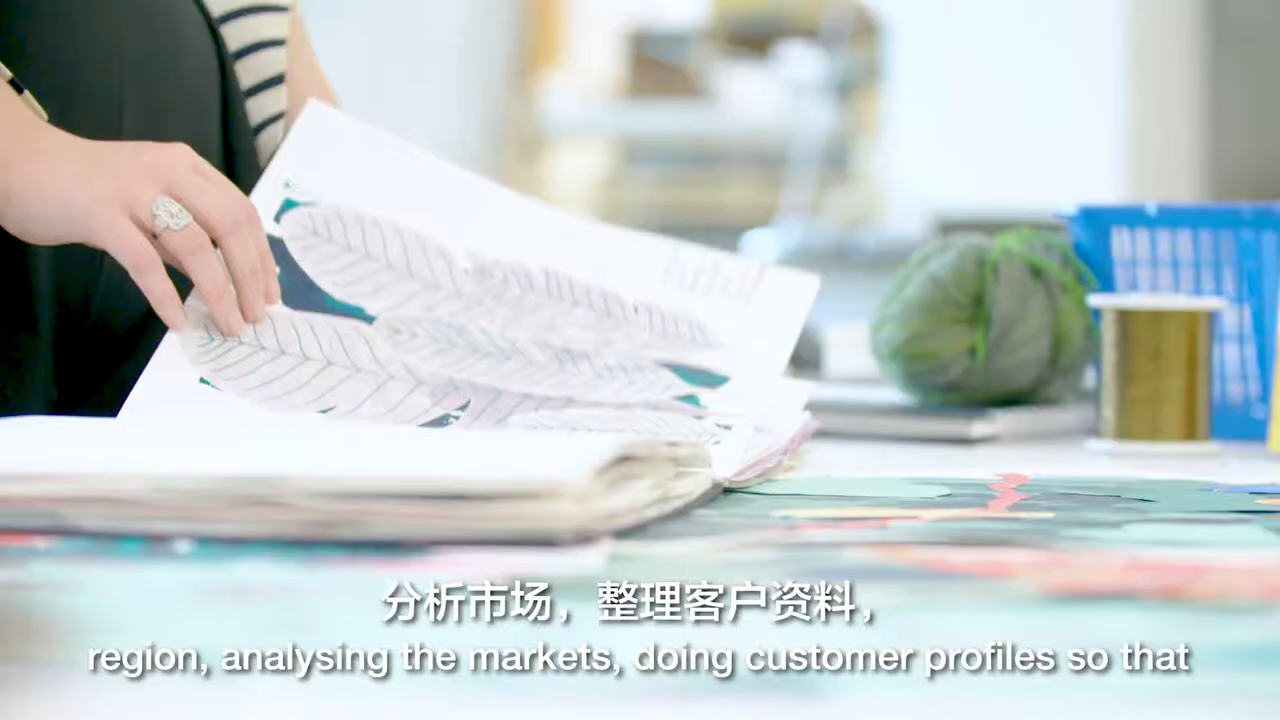 分析市场，整理客户资料，
region, analysing the markets, doing customer profiles so that